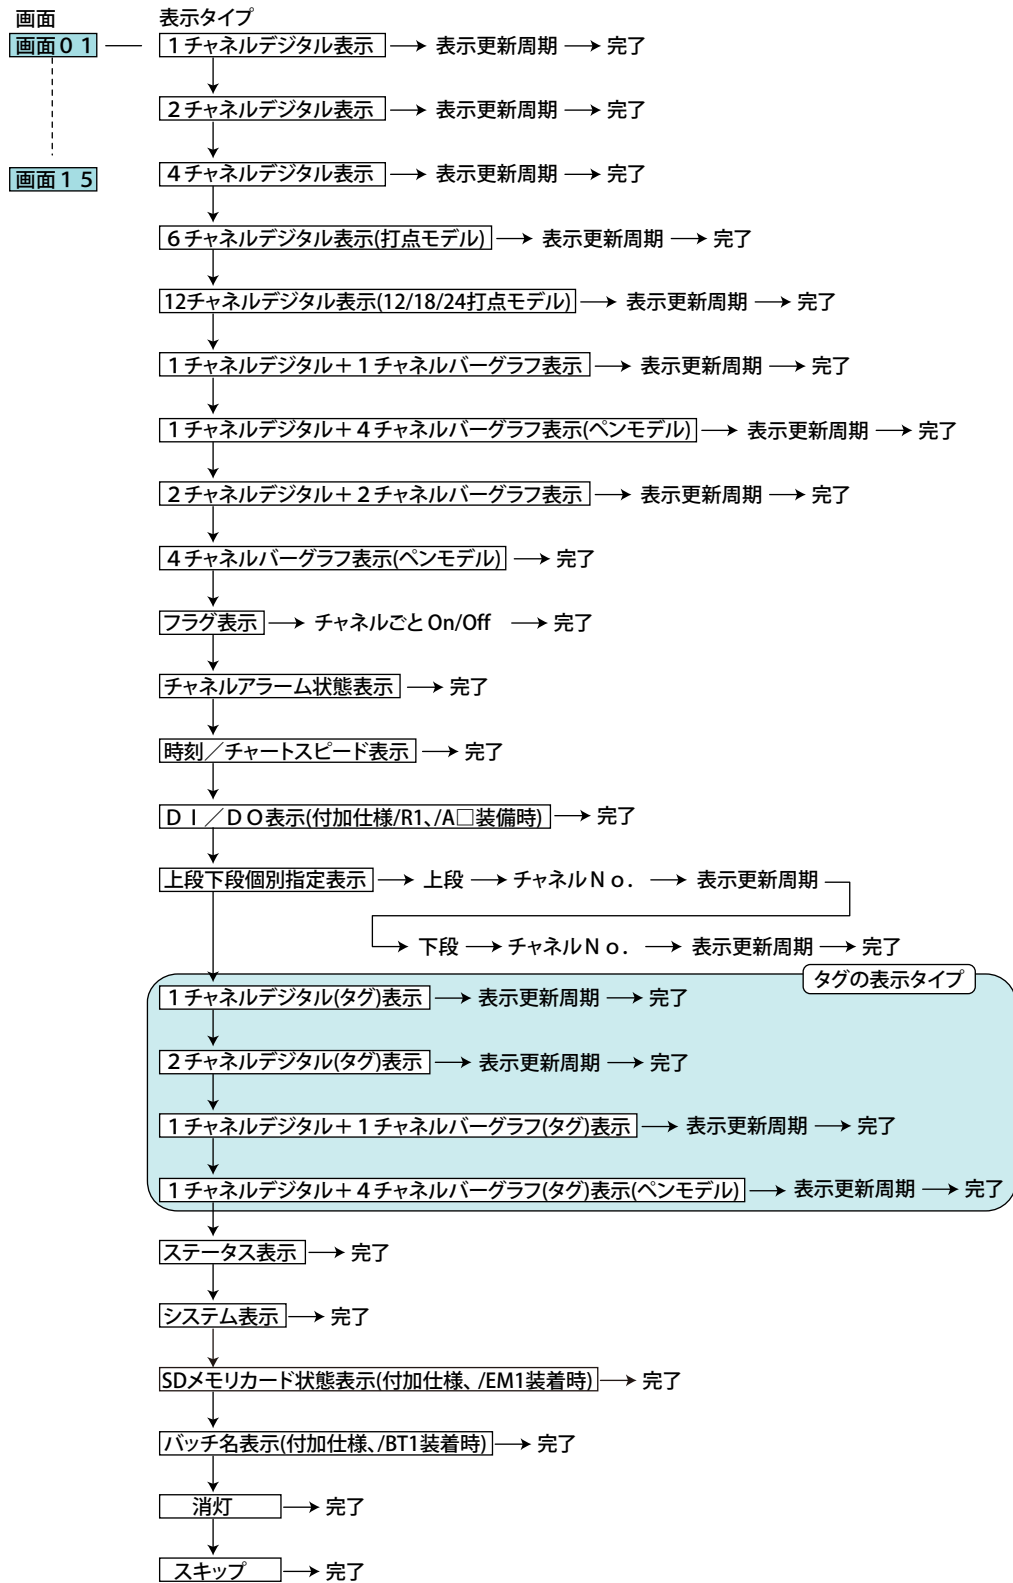 画面 表示タイプ
画面０１ １チャネルデジタル表示 表示更新周期 完了
２チャネルデジタル表示 表示更新周期 完了
画面１５ ４チャネルデジタル表示 表示更新周期 完了
６チャネルデジタル表示(打点モデル) 表示更新周期 完了
12チャネルデジタル表示(12/18/24打点モデル) 表示更新周期 完了
１チャネルデジタル＋１チャネルバーグラフ表示 表示更新周期 完了
１チャネルデジタル＋４チャネルバーグラフ表示(ペンモデル) 表示更新周期 完了
２チャネルデジタル＋２チャネルバーグラフ表示 表示更新周期 完了
４チャネルバーグラフ表示(ペンモデル) 完了
フラグ表示 チャネルごと On/Off 完了
チャネルアラーム状態表示 完了
時刻／チャートスピード表示 完了
ＤＩ／ＤＯ表示(付加仕様/R1、/A□装備時) 完了
上段下段個別指定表示 上段 チャネルＮｏ． 表示更新周期
下段 チャネルＮｏ． 表示更新周期 完了
タグの表示タイプ
１チャネルデジタル(タグ)表示 表示更新周期 完了
２チャネルデジタル(タグ)表示 表示更新周期 完了
１チャネルデジタル＋１チャネルバーグラフ(タグ)表示 表示更新周期 完了
１チャネルデジタル＋４チャネルバーグラフ(タグ)表示(ペンモデル) 表示更新周期 完了
ステータス表示 完了
システム表示 完了
SDメモリカード状態表示(付加仕様、/EM1装着時) 完了
バッチ名表示(付加仕様、/BT1装着時) 完了
消灯 完了
スキップ 完了